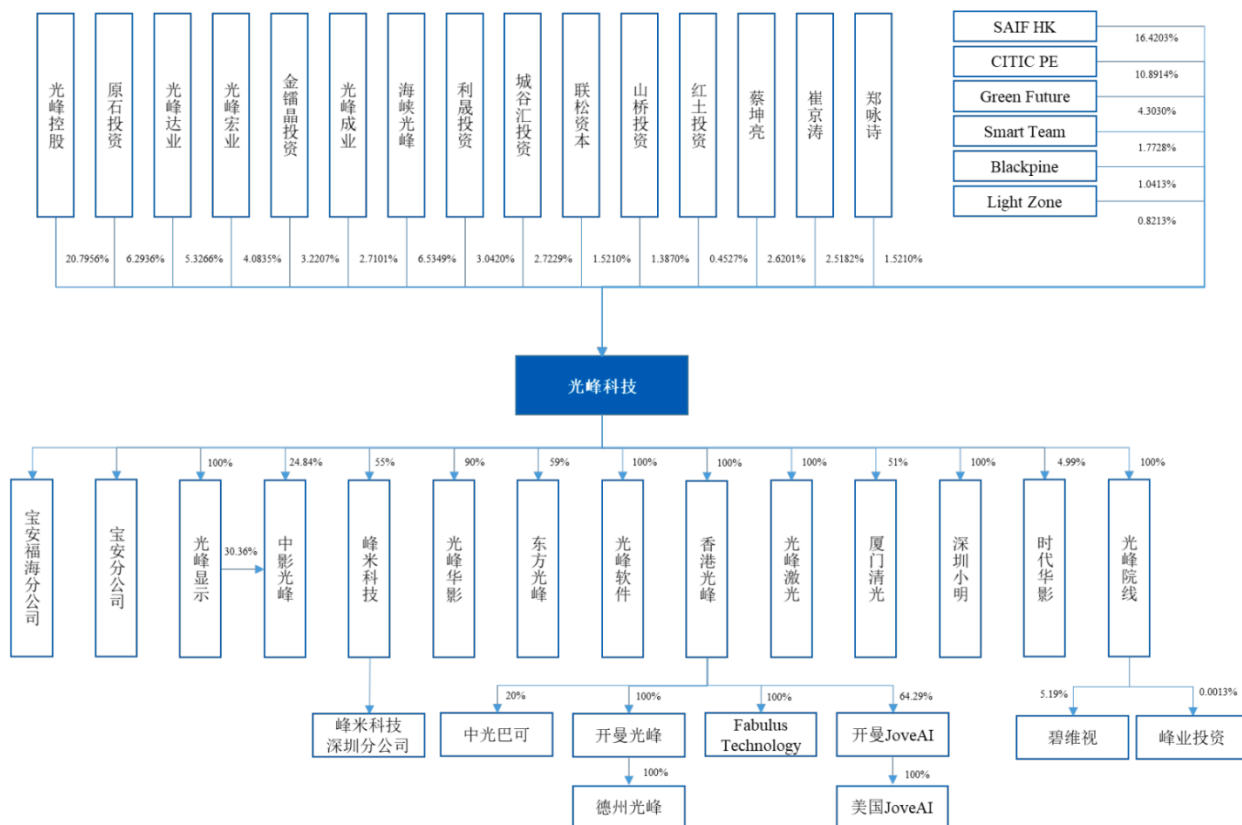 光峰控股
原石投资
光峰达业
光峰宏业
金镭晶投资
光峰成业
海峡光峰
利晟投资
城谷汇投资
联松资本
山桥投资
红土投资
蔡坤亮
崔京涛
郑咏诗
SAIF HK
16.4203%
CITIC PE
10.8914%
Green Future
4.3030%
Smart Team
1.7728%
Blackpine
1.0413%
Light Zone
0.8213%
20.7956%
6.2936%
5.3266%
4.0835%
3.2207%
2.7101%
6.5349%
3.0420%
2.7229%
1.5210%
1.3870%
0.4527%
2.6201%
2.5182%
1.5210%
光峰科技
100%
24.84%
55%
90%
59%
100%
100%
100%
51%
100%
4.99%
100%
宝安福海分公司
宝安分公司
光峰显示
30.36%
中影光峰
峰米科技
光峰华影
东方光峰
光峰软件
香港光峰
光峰激光
厦门清光
深圳小明
时代华影
光峰院线
20%
100%
100%
64.29%
5.19%
0.0013%
峰米科技
深圳分公司
中光巴可
开曼光峰
Fabulus
Technology
开曼JoveAI
碧维视
峰业投资
100%
100%
德州光峰
美国JoveAI